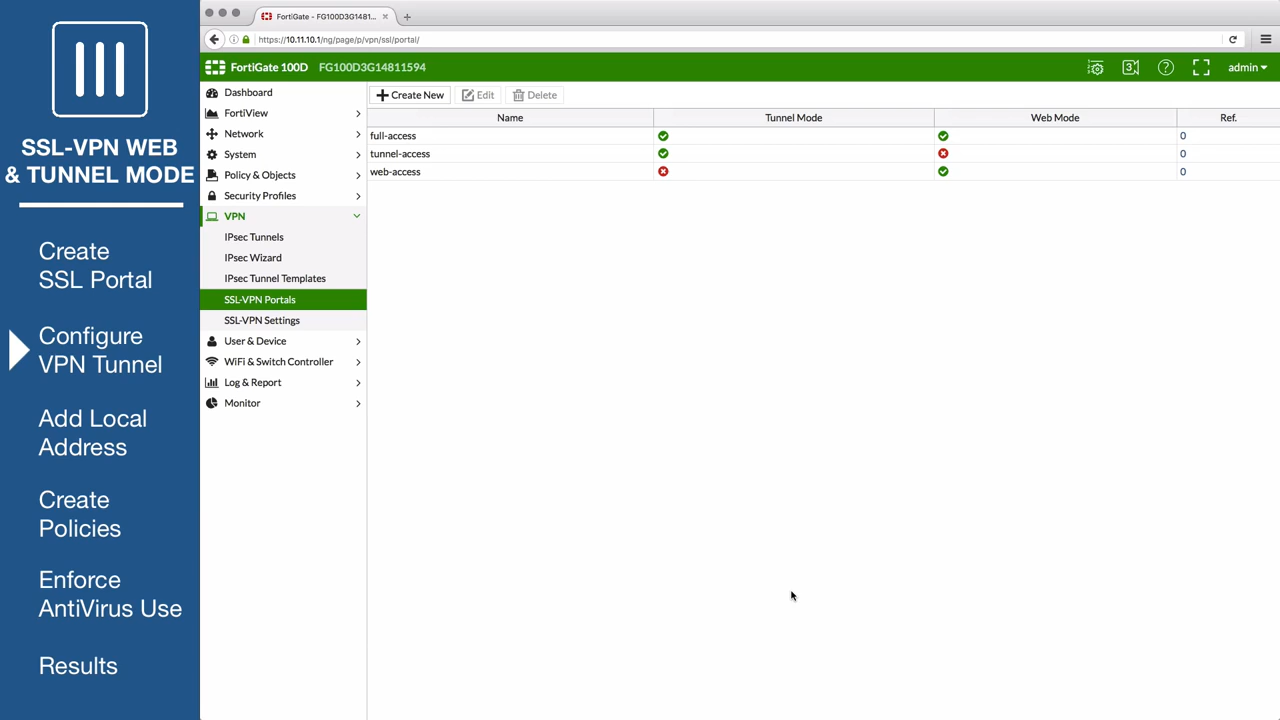 SSL-VPN WEB
& TUNNEL MODE
Create
SSL Portal
Configure
VPN Tunnel
Add Local
Address
Create
Policies
Enforce
AntiVirus Use
Results
FortiGate - FG100D3G1481...
https://10.11.10.1/ng/page/p/vpn/ssl/portal/
FortiGate 100D FG100D3G14811594
3
admin
Dashboard
FortiView
Network
System
Policy & Objects
Security Profiles
VPN
IPsec Tunnels
IPsec Wizard
IPsec Tunnel Templates
SSL-VPN Portals
SSL-VPN Settings
User & Device
WiFi & Switch Controller
Log & Report
Monitor
Create New Edit Delete
Name Tunnel Mode Web Mode Ref.
full-access 0
tunnel-access 0
web-access 0